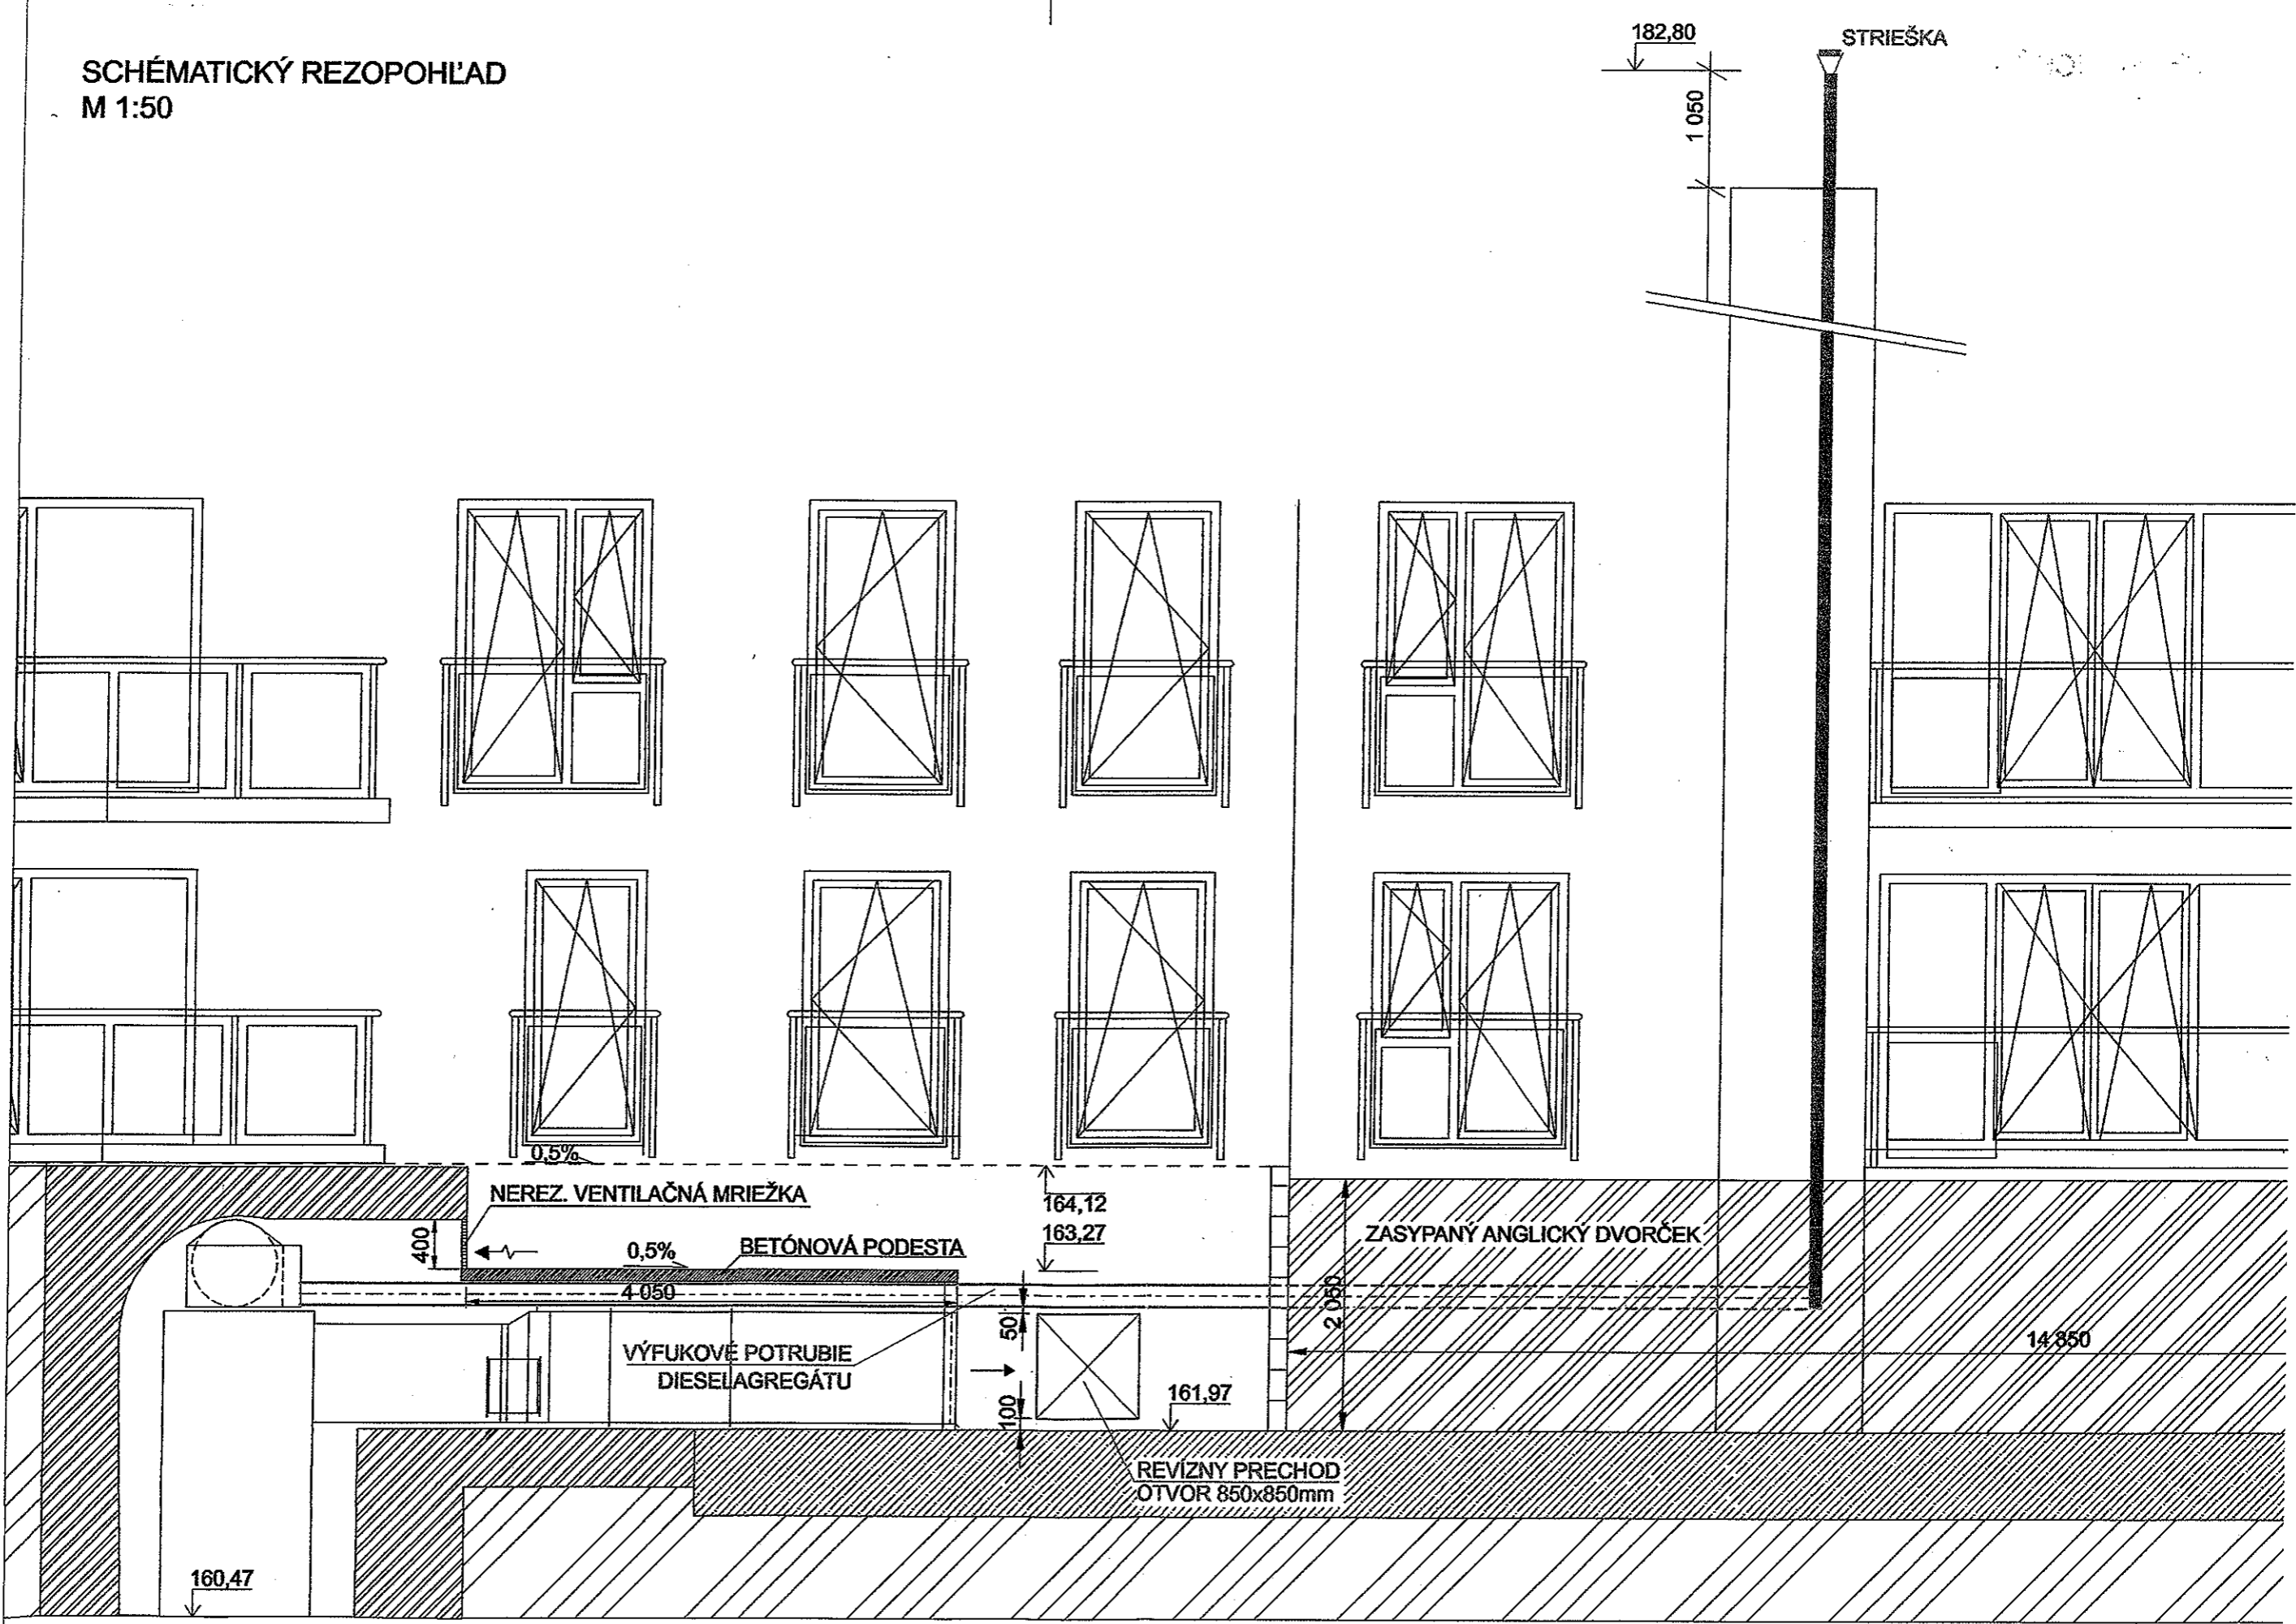 SCHÉMATICKÝ REZOPOHĽAD
M 1:50
182,80
STRIEŠKA
1 050
0,5%
NEREZ. VENTILAČNÁ MRIEŽKA
164,12
163,27
400
0,5%
BETÓNOVÁ PODESTA
ZASYPANÝ ANGLICKÝ DVORČEK
4 050
2 050
50
VÝFUKOVÉ POTRUBIE
DIESELAGREGÁTU
14 850
161,97
100
REVÍZNY PRECHOD
OTVOR 850x850mm
160,47